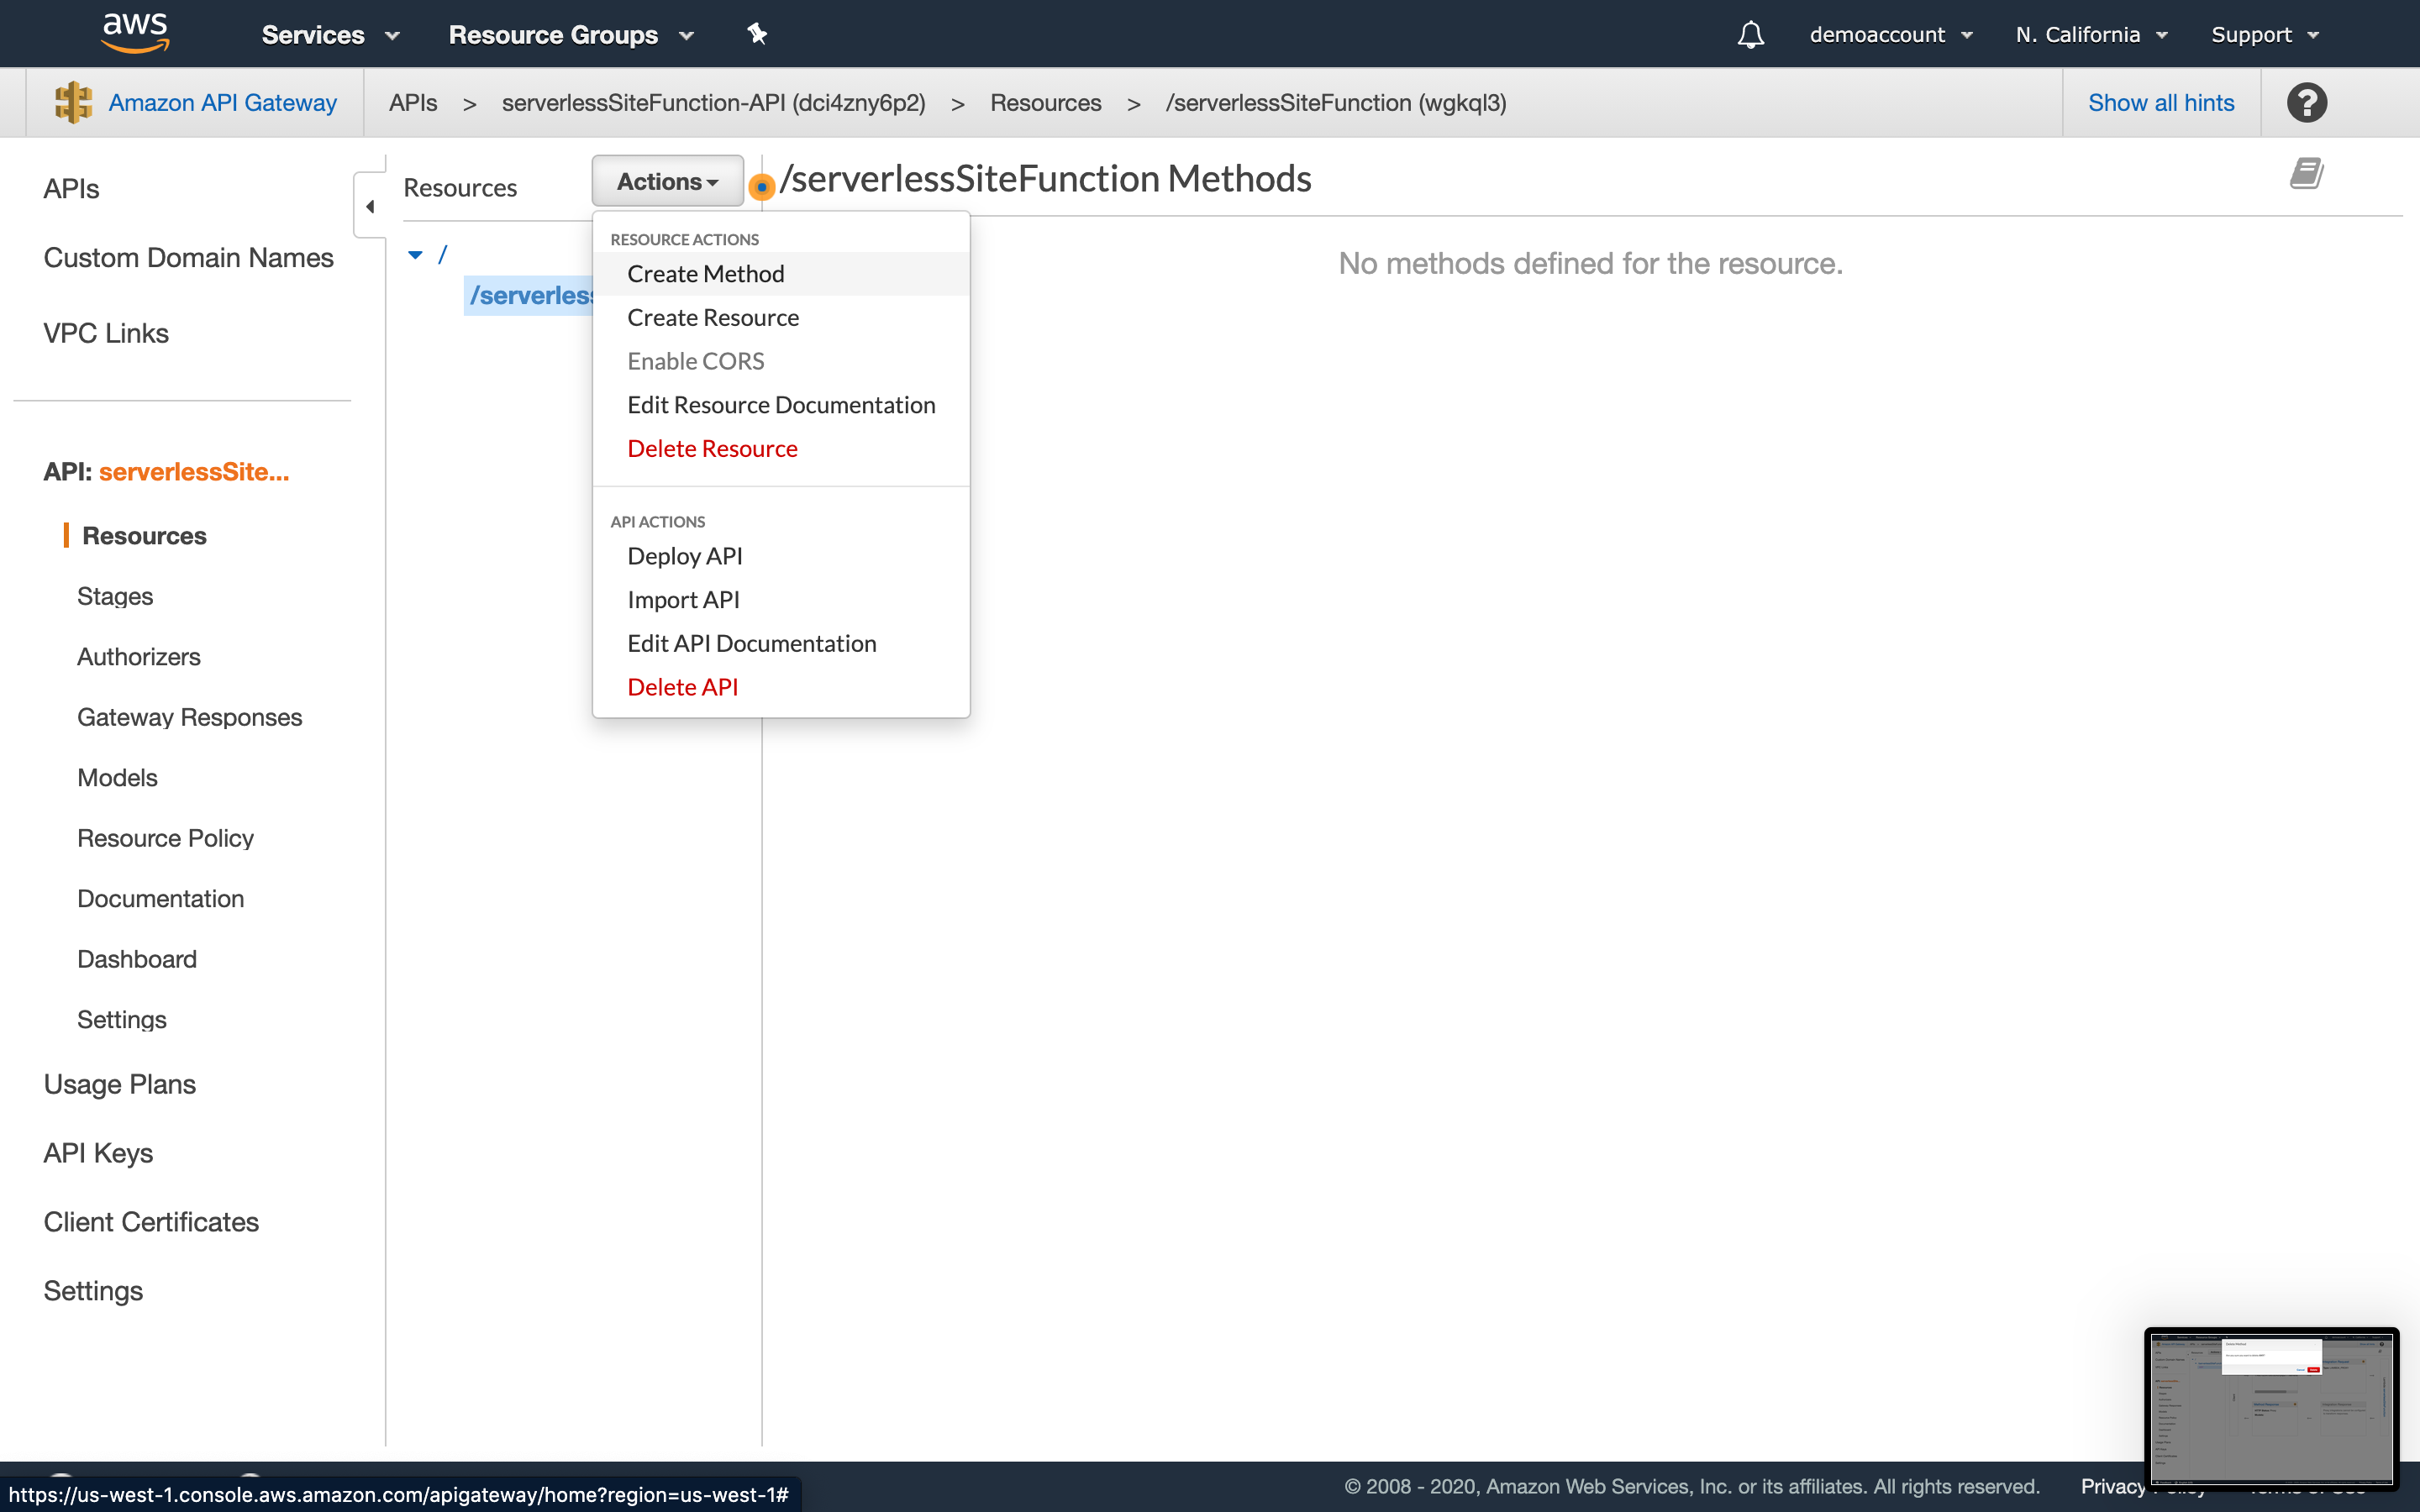 aws Services Resource Groups demoaccount N. California Support
Amazon API Gateway APIs > serverlessSiteFunction-API (dci4zny6p2) > Resources > /serverlessSiteFunction (wgkql3) Show all hints ?
APIs
Custom Domain Names
VPC Links
API: serverlessSite...
Resources
Stages
Authorizers
Gateway Responses
Models
Resource Policy
Documentation
Dashboard
Settings
Usage Plans
API Keys
Client Certificates
Settings
Resources Actions
/
/serverless
RESOURCE ACTIONS
Create Method
Create Resource
Enable CORS
Edit Resource Documentation
Delete Resource
API ACTIONS
Deploy API
Import API
Edit API Documentation
Delete API
/serverlessSiteFunction Methods
No methods defined for the resource.
https://us-west-1.console.aws.amazon.com/apigateway/home?region=us-west-1#
© 2008 - 2020, Amazon Web Services, Inc. or its affiliates. All rights reserved. Privacy Policy Terms of Use